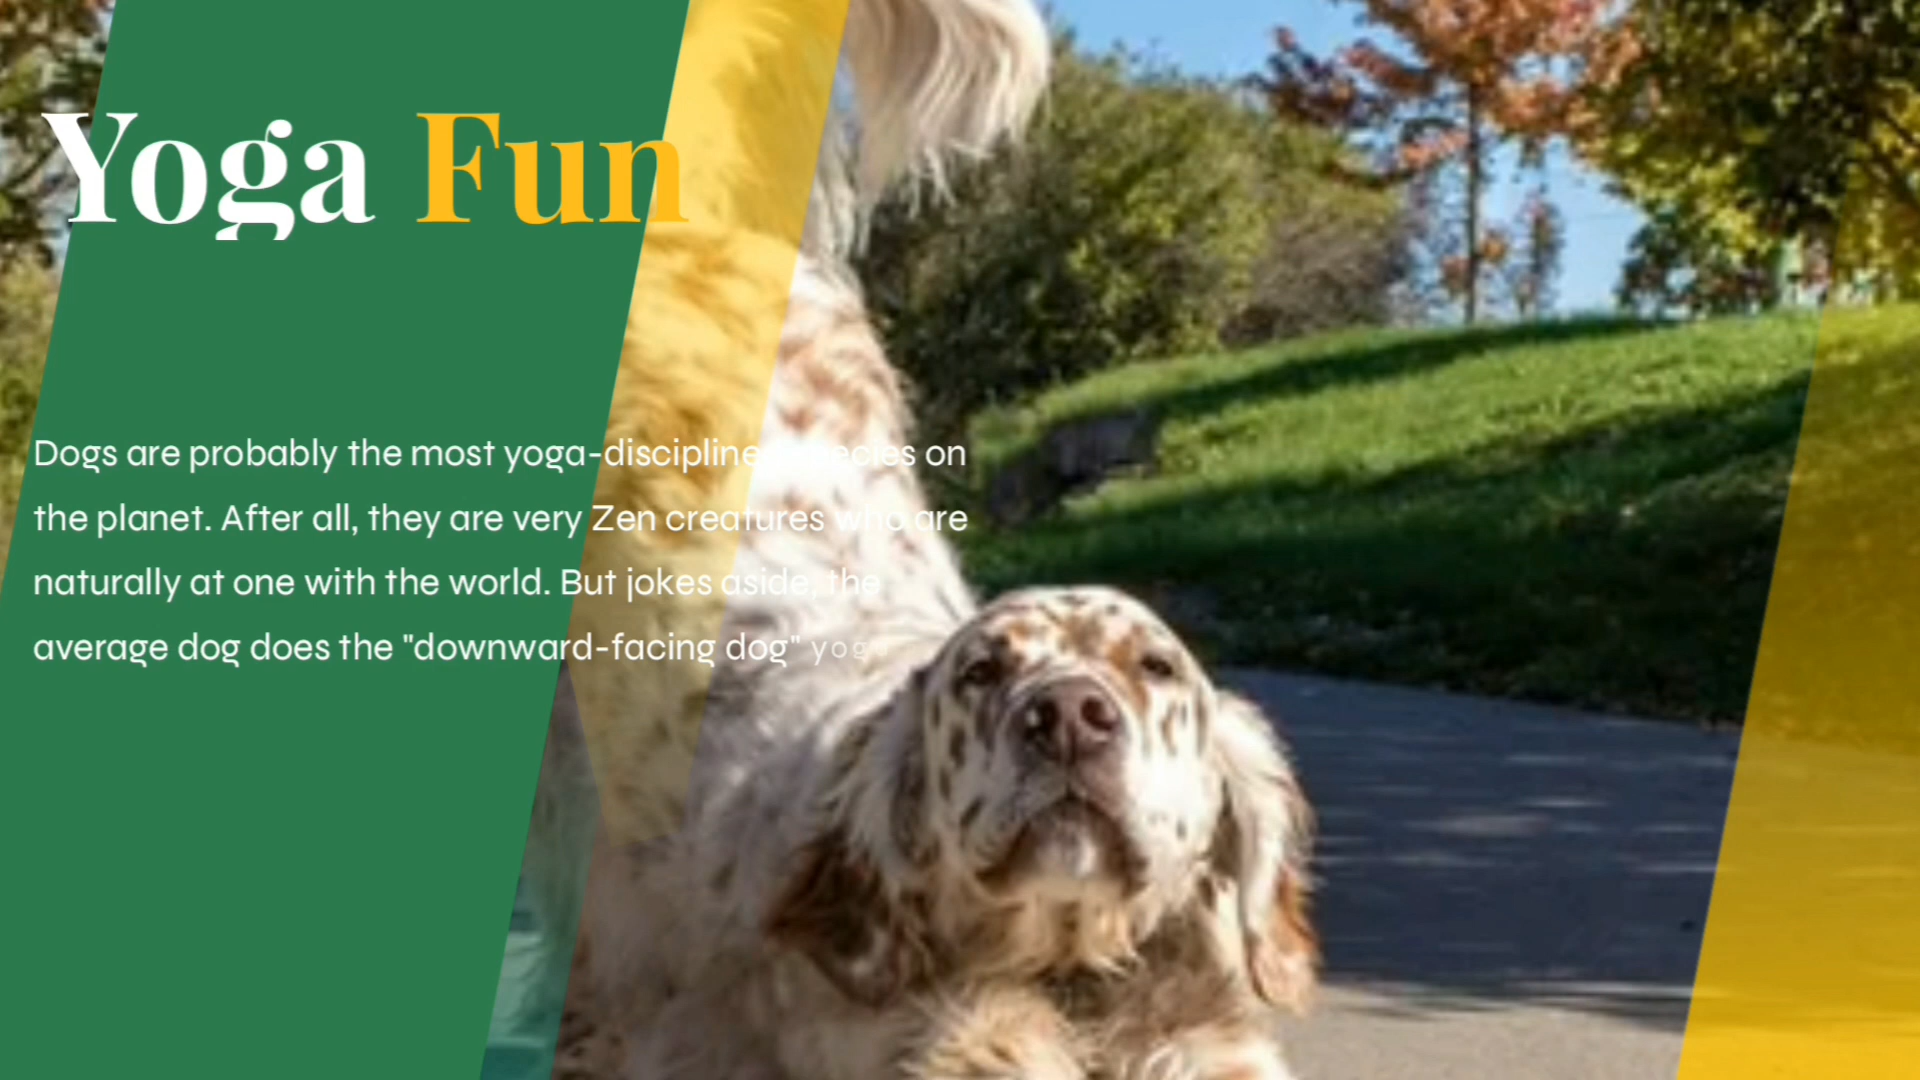 Yoga Fun
Dogs are probably the most yoga-disciplined species on
the planet. After all, they are very Zen creatures who are
naturally at one with the world. But jokes aside, the
average dog does the "downward-facing dog" yoga